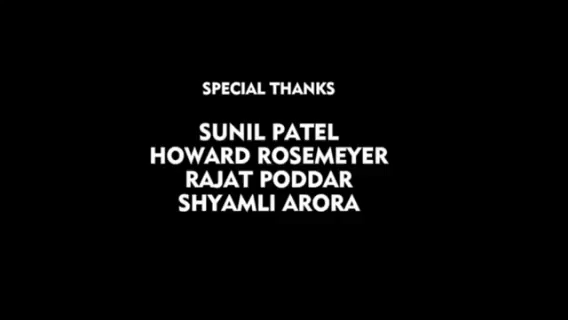 SPECIAL THANKS
SUNIL PATEL
HOWARD ROSEMEYER
RAJAT PODDAR
SHYAMLI ARORA